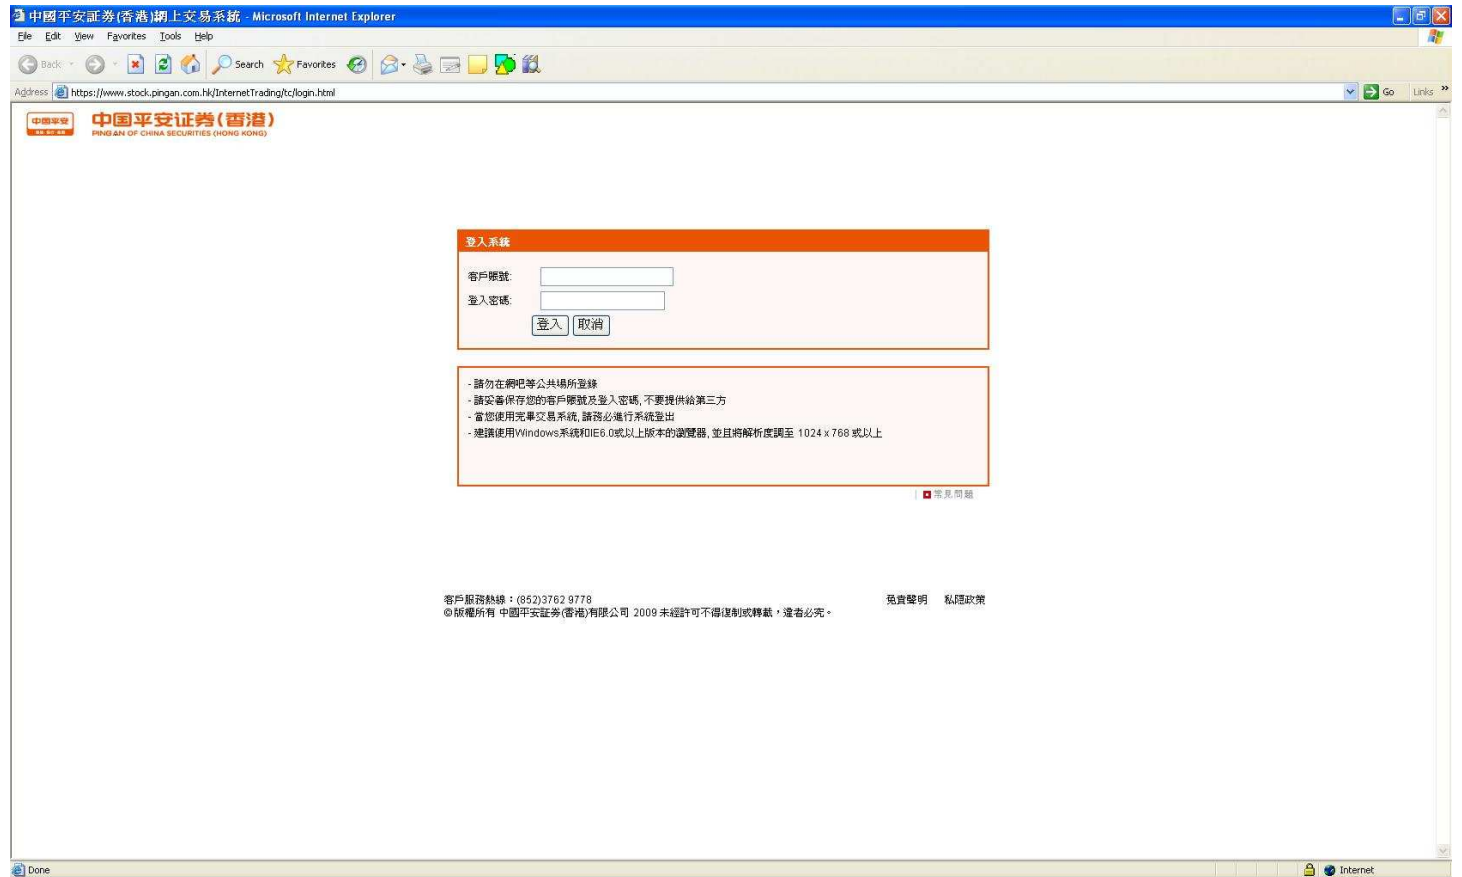 中國平安証券(香港)網上交易系統 - Microsoft Internet Explorer
File Edit View Favorites Tools Help
Back Search Favorites
Address https://www.stock.pingan.com.hk/InternetTrading/tc/login.html Go Links »
中国平安 中国平安证券(香港)
PING AN OF CHINA SECURITIES (HONG KONG)
登入系統
客戶賬號:
登入密碼:
登入 取消
- 請勿在網吧等公共場所登錄
- 請妥善保存您的客戶賬號及登入密碼, 不要提供給第三方
- 當您使用完畢交易系統, 請務必進行系統登出
- 建議使用Windows系統和IE6.0或以上版本的瀏覽器, 並且將解析度調至 1024 x 768 或以上
常見問題
客戶服務熱線：(852)3762 9778 免責聲明 私隱政策
©版權所有 中國平安証券(香港)有限公司 2009 未經許可不得復制或轉載，違者必究。
Done Internet